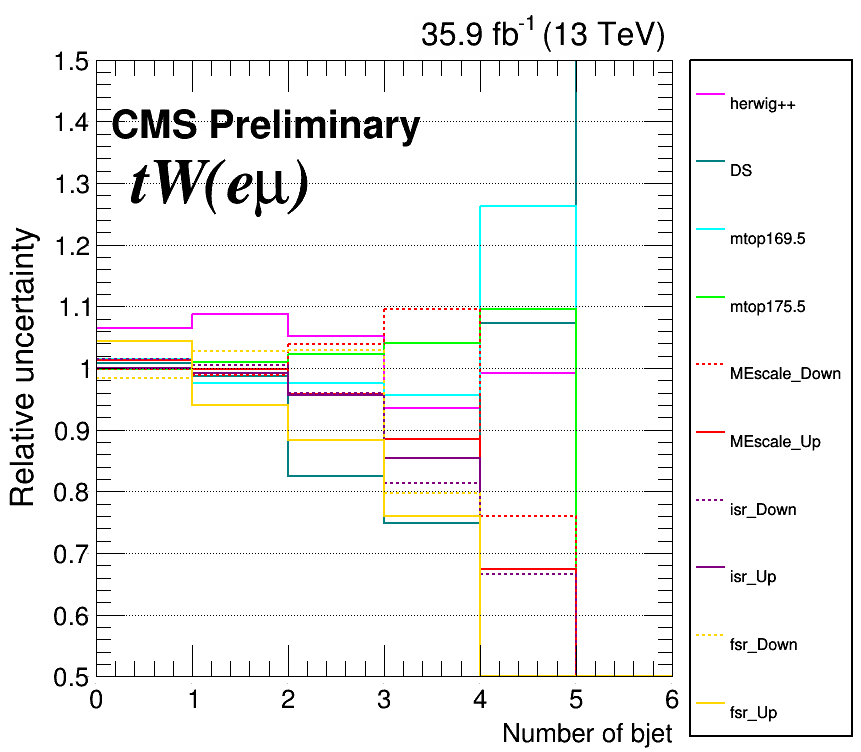 35.9 fb⁻¹ (13 TeV)
CMS Preliminary
tW(eμ)
Relative uncertainty
1.5
1.4
1.3
1.2
1.1
1
0.9
0.8
0.7
0.6
0.5
0 1 2 3 4 5 6
Number of bjet
herwig++
DS
mtop169.5
mtop175.5
MEscale_Down
MEscale_Up
isr_Down
isr_Up
fsr_Down
fsr_Up